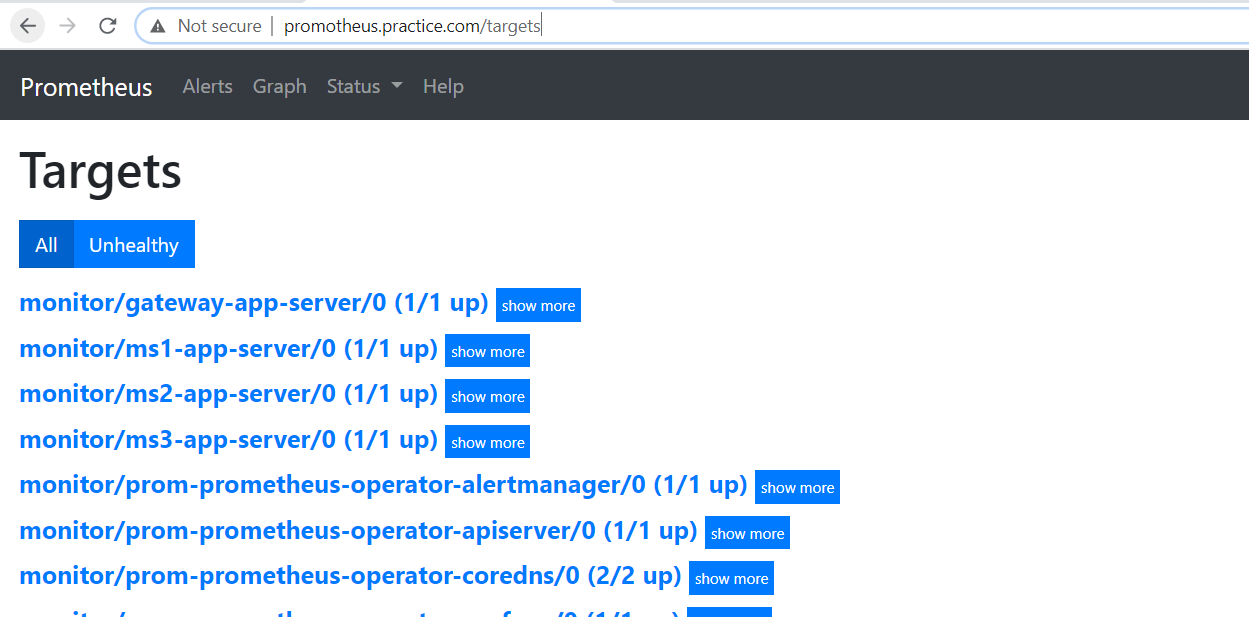 Not secure | promotheus.practice.com/targets
Prometheus Alerts Graph Status Help
Targets
All Unhealthy
monitor/gateway-app-server/0 (1/1 up) show more
monitor/ms1-app-server/0 (1/1 up) show more
monitor/ms2-app-server/0 (1/1 up) show more
monitor/ms3-app-server/0 (1/1 up) show more
monitor/prom-prometheus-operator-alertmanager/0 (1/1 up) show more
monitor/prom-prometheus-operator-apiserver/0 (1/1 up) show more
monitor/prom-prometheus-operator-coredns/0 (2/2 up) show more